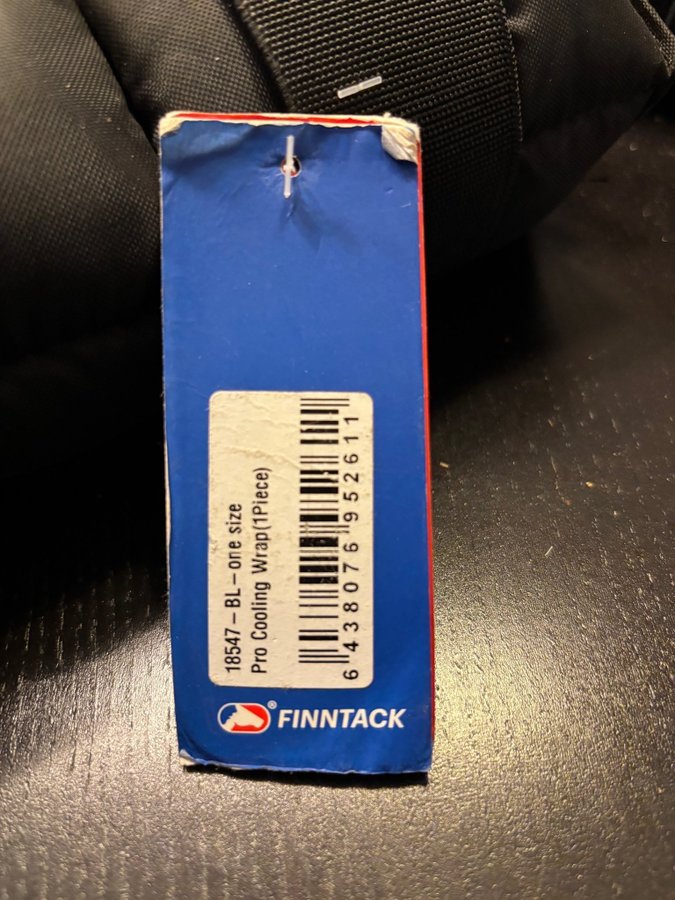 18547-BL-one size
Pro Cooling Wrap(1Piece)
6 438076 952611
® FINNTACK